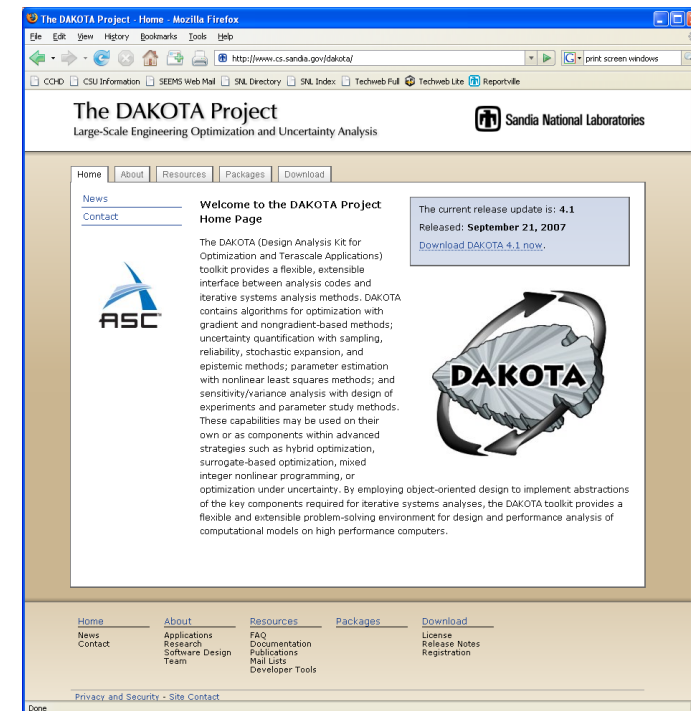 The DAKOTA Project - Home - Mozilla Firefox
File Edit View History Bookmarks Tools Help
http://www.cs.sandia.gov/dakota/
G print screen windows
CCHD CSU Information SEEMS Web Mail SNL Directory SNL Index Techweb Full Techweb Lite Reportville
The DAKOTA Project
Large-Scale Engineering Optimization and Uncertainty Analysis
Sandia National Laboratories
Home About Resources Packages Download
News
Contact
ASC
Welcome to the DAKOTA Project
Home Page
The DAKOTA (Design Analysis Kit for
Optimization and Terascale Applications)
toolkit provides a flexible, extensible
interface between analysis codes and
iterative systems analysis methods. DAKOTA
contains algorithms for optimization with
gradient and nongradient-based methods;
uncertainty quantification with sampling,
reliability, stochastic expansion, and
epistemic methods; parameter estimation
with nonlinear least squares methods; and
sensitivity/variance analysis with design of
experiments and parameter study methods.
These capabilities may be used on their
own or as components within advanced
strategies such as hybrid optimization,
surrogate-based optimization, mixed
integer nonlinear programming, or
optimization under uncertainty. By employing object-oriented design to implement abstractions
of the key components required for iterative systems analyses, the DAKOTA toolkit provides a
flexible and extensible problem-solving environment for design and performance analysis of
computational models on high performance computers.
The current release update is: 4.1
Released: September 21, 2007
Download DAKOTA 4.1 now.
DAKOTA
Home About Resources Packages Download
News Applications FAQ License
Contact Research Documentation Release Notes
Software Design Publications Registration
Team Mail Lists
Developer Tools
Privacy and Security - Site Contact
Done